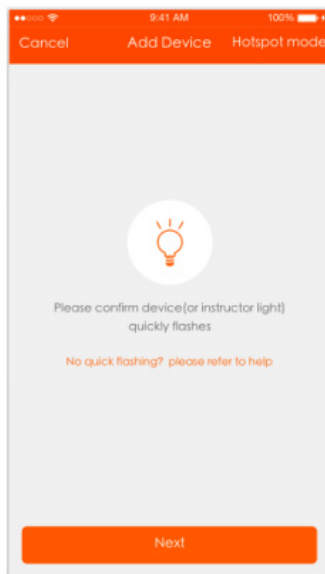 9:41 AM 100%
Cancel Add Device Hotspot mode
Please confirm device(or instructor light)
quickly flashes
No quick flashing? please refer to help
Next